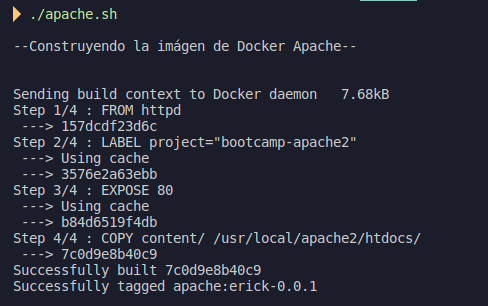 ./apache.sh
--Construyendo la imágen de Docker Apache--
Sending build context to Docker daemon   7.68kB
Step 1/4 : FROM httpd
 ---> 157dcdf23d6c
Step 2/4 : LABEL project="bootcamp-apache2"
 ---> Using cache
 ---> 3576e2a63ebb
Step 3/4 : EXPOSE 80
 ---> Using cache
 ---> b84d6519f4db
Step 4/4 : COPY content/ /usr/local/apache2/htdocs/
 ---> 7c0d9e8b40c9
Successfully built 7c0d9e8b40c9
Successfully tagged apache:erick-0.0.1